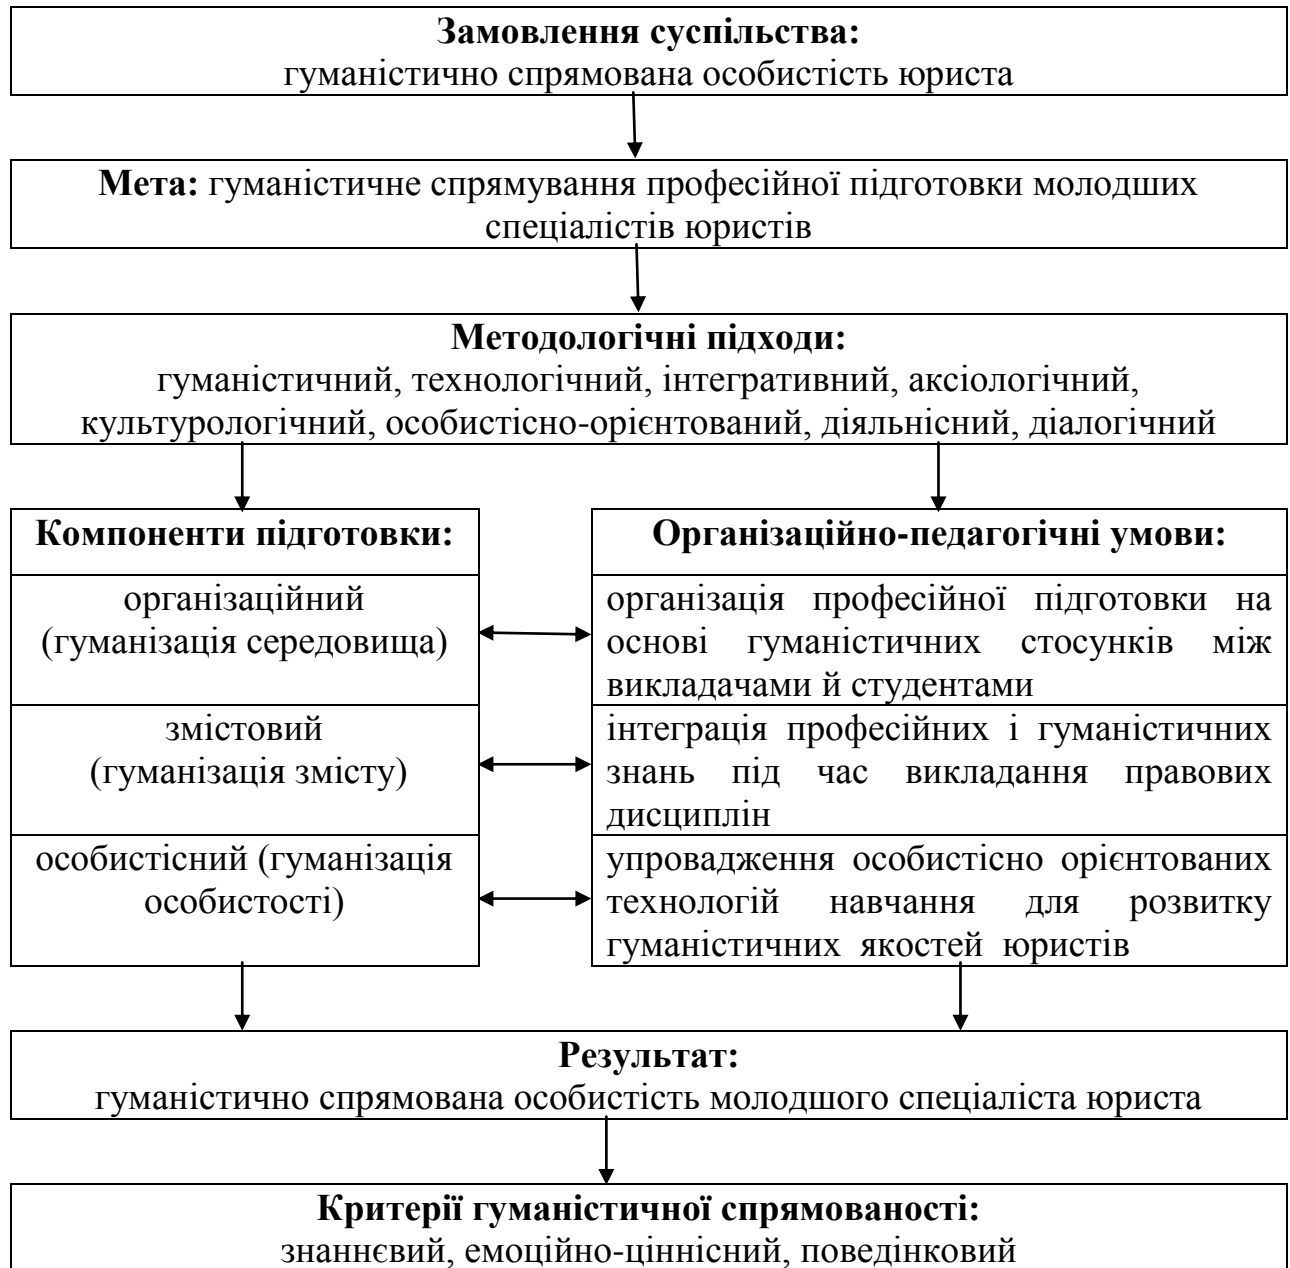 Замовлення суспільства:
гуманістично спрямована особистість юриста
Мета: гуманістичне спрямування професійної підготовки молодших
спеціалістів юристів
Методологічні підходи:
гуманістичний, технологічний, інтегративний, аксіологічний,
культурологічний, особистісно-орієнтований, діяльнісний, діалогічний
Компоненти підготовки:
організаційний
(гуманізація середовища)
змістовий
(гуманізація змісту)
особистісний (гуманізація
особистості)
Організаційно-педагогічні умови:
організація професійної підготовки на
основі гуманістичних стосунків між
викладачами й студентами
інтеграція професійних і гуманістичних
знань під час викладання правових
дисциплін
упровадження особистісно орієнтованих
технологій навчання для розвитку
гуманістичних якостей юристів
Результат:
гуманістично спрямована особистість молодшого спеціаліста юриста
Критерії гуманістичної спрямованості:
знаннєвий, емоційно-ціннісний, поведінковий